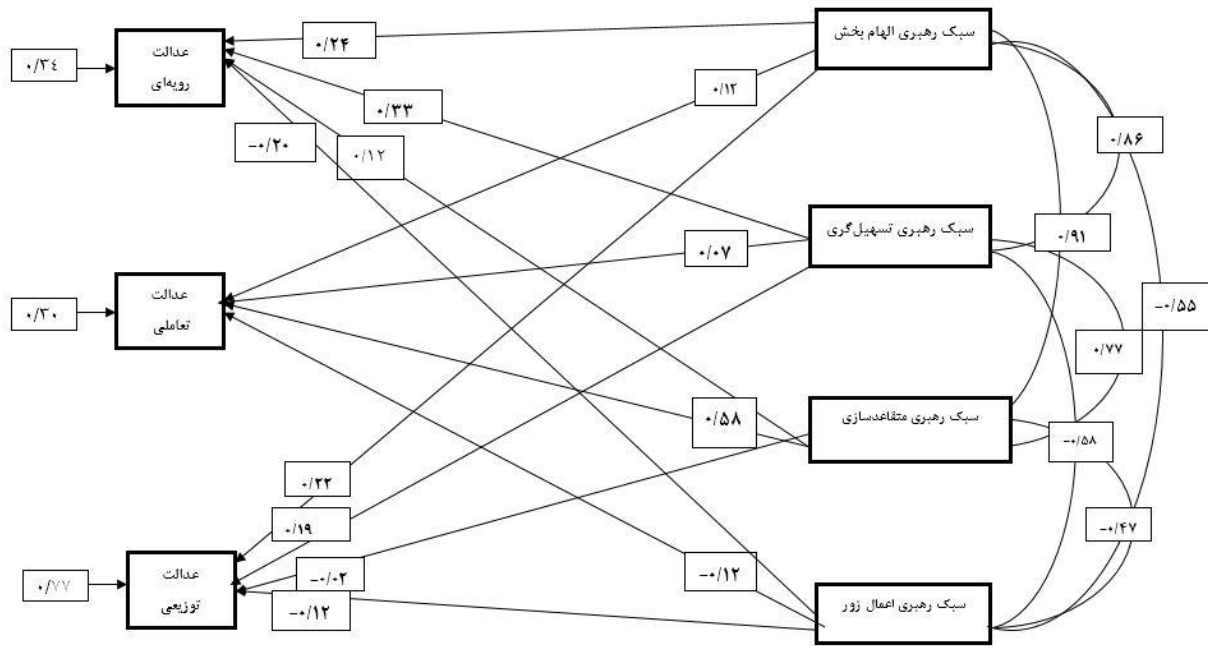 سبک رهبری الهام بخش
سبک رهبری تسهیل‌گری
سبک رهبری متقاعدسازی
سبک رهبری اعمال زور
عدالت
رویه‌ای
عدالت
تعاملی
عدالت
توزیعی
۰/۳٤
۰/۳۰
۰/۷۷
۰/۲۴
۰/۳۳
-۰/۲۰
۰/۱۲
۰/۱۲
۰/۰۷
۰/۵۸
۰/۲۲
۰/۱۹
-۰/۰۲
-۰/۱۲
-۰/۱۲
۰/۸۶
۰/۹۱
-۰/۵۵
۰/۷۷
-۰/۵۸
-۰/۴۷